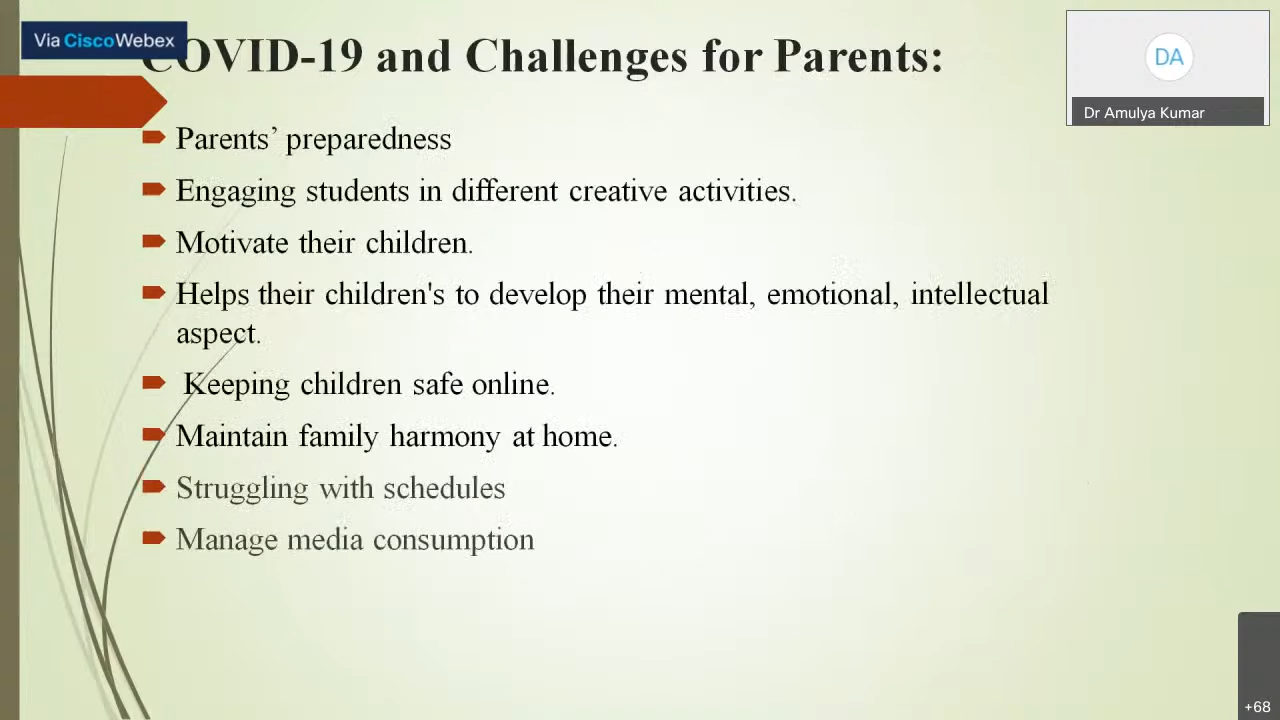 Via CiscoWebex
COVID-19 and Challenges for Parents:
DA
Dr Amulya Kumar
Parents’ preparedness
Engaging students in different creative activities.
Motivate their children.
Helps their children's to develop their mental, emotional, intellectual
aspect.
Keeping children safe online.
Maintain family harmony at home.
Struggling with schedules
Manage media consumption
+68